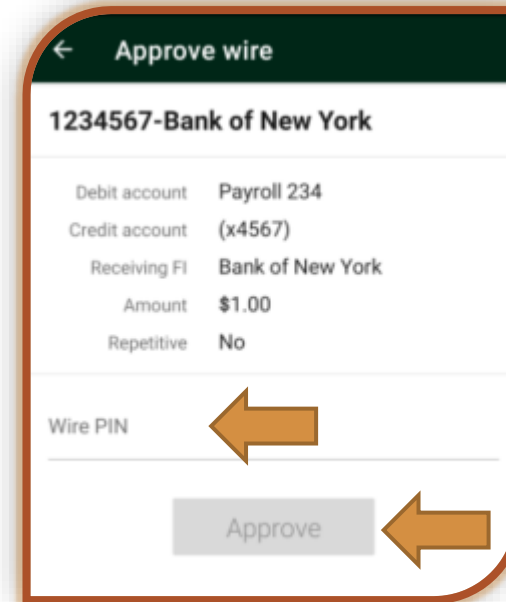 Approve wire
1234567-Bank of New York
Debit account Payroll 234
Credit account (x4567)
Receiving FI Bank of New York
Amount $1.00
Repetitive No
Wire PIN
Approve